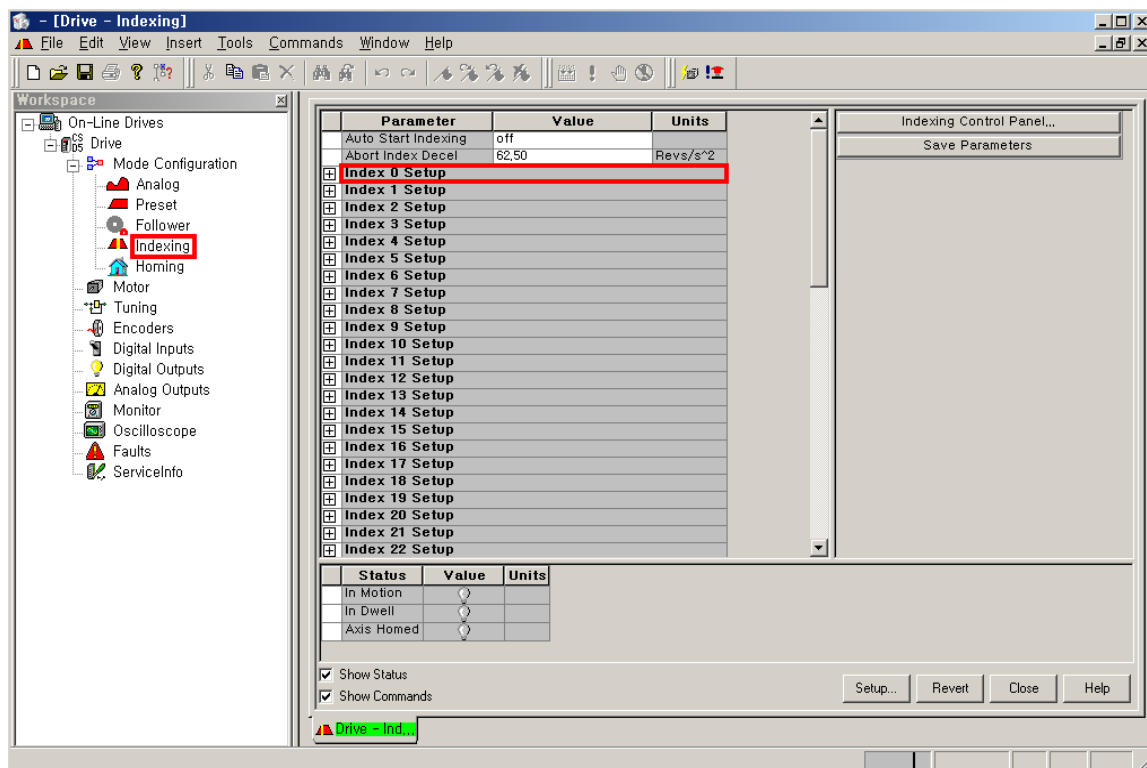 - [Drive - Indexing]
File Edit View Insert Tools Commands Window Help
Workspace
On-Line Drives
CS D5 Drive
Mode Configuration
Analog
Preset
Follower
Indexing
Homing
Motor
Tuning
Encoders
Digital Inputs
Digital Outputs
Analog Outputs
Monitor
Oscilloscope
Faults
ServiceInfo
Parameter Value Units
Auto Start Indexing off
Abort Index Decel 62,50 Revs/s^2
Index 0 Setup
Index 1 Setup
Index 2 Setup
Index 3 Setup
Index 4 Setup
Index 5 Setup
Index 6 Setup
Index 7 Setup
Index 8 Setup
Index 9 Setup
Index 10 Setup
Index 11 Setup
Index 12 Setup
Index 13 Setup
Index 14 Setup
Index 15 Setup
Index 16 Setup
Index 17 Setup
Index 18 Setup
Index 19 Setup
Index 20 Setup
Index 21 Setup
Index 22 Setup
Indexing Control Panel,,,
Save Parameters
Status Value Units
In Motion
In Dwell
Axis Homed
Show Status
Show Commands
Setup... Revert Close Help
Drive - Ind,,,